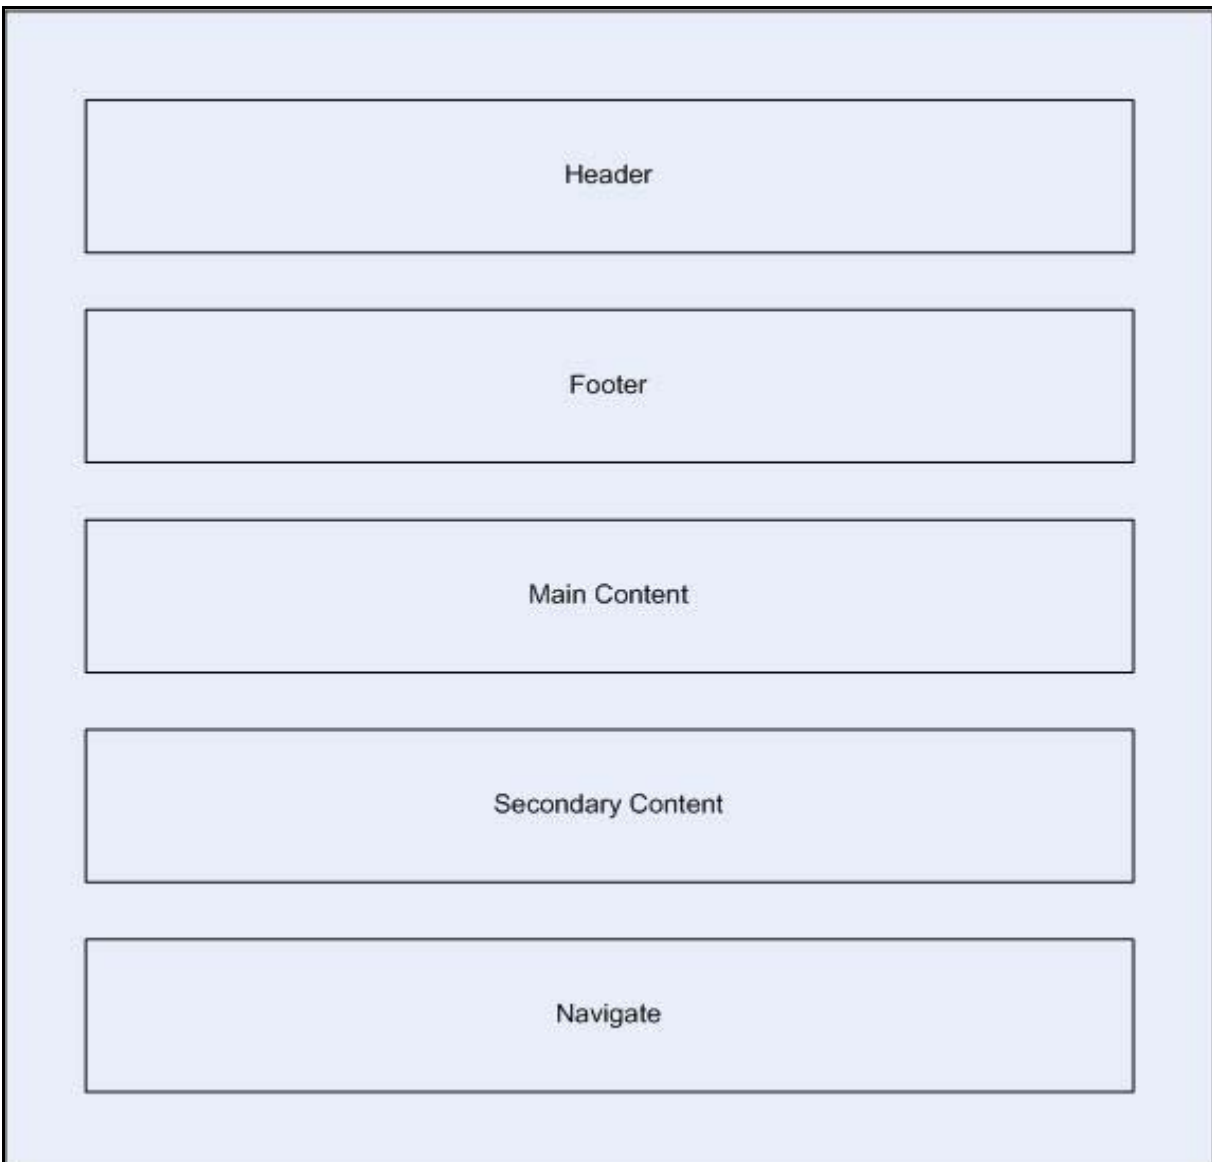 Header
Footer
Main Content
Secondary Content
Navigate